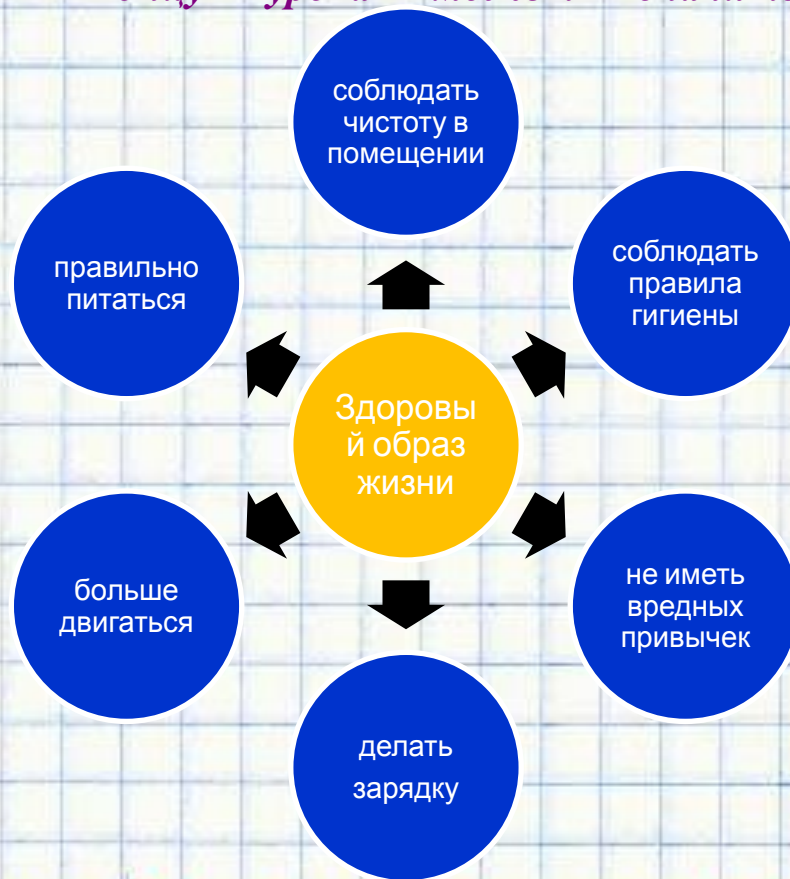 соблюдать
чистоту в
помещении
соблюдать
правила
гигиены
не иметь
вредных
привычек
делать
зарядку
больше
двигаться
правильно
питаться
Здоровы
й образ
жизни